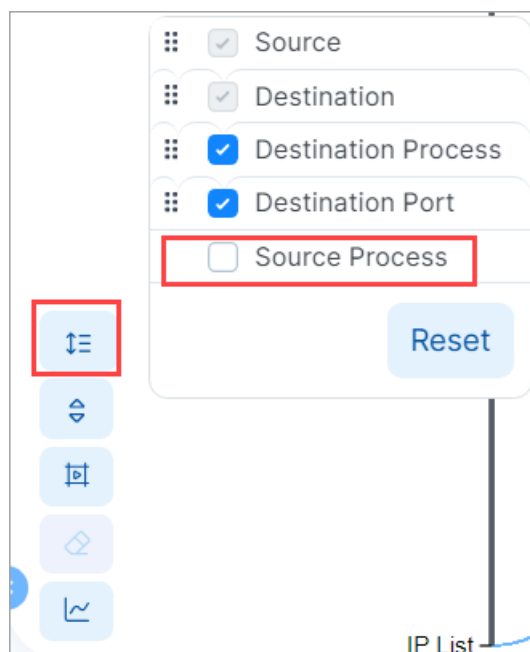 Source
Destination
Destination Process
Destination Port
Source Process
Reset
IP List